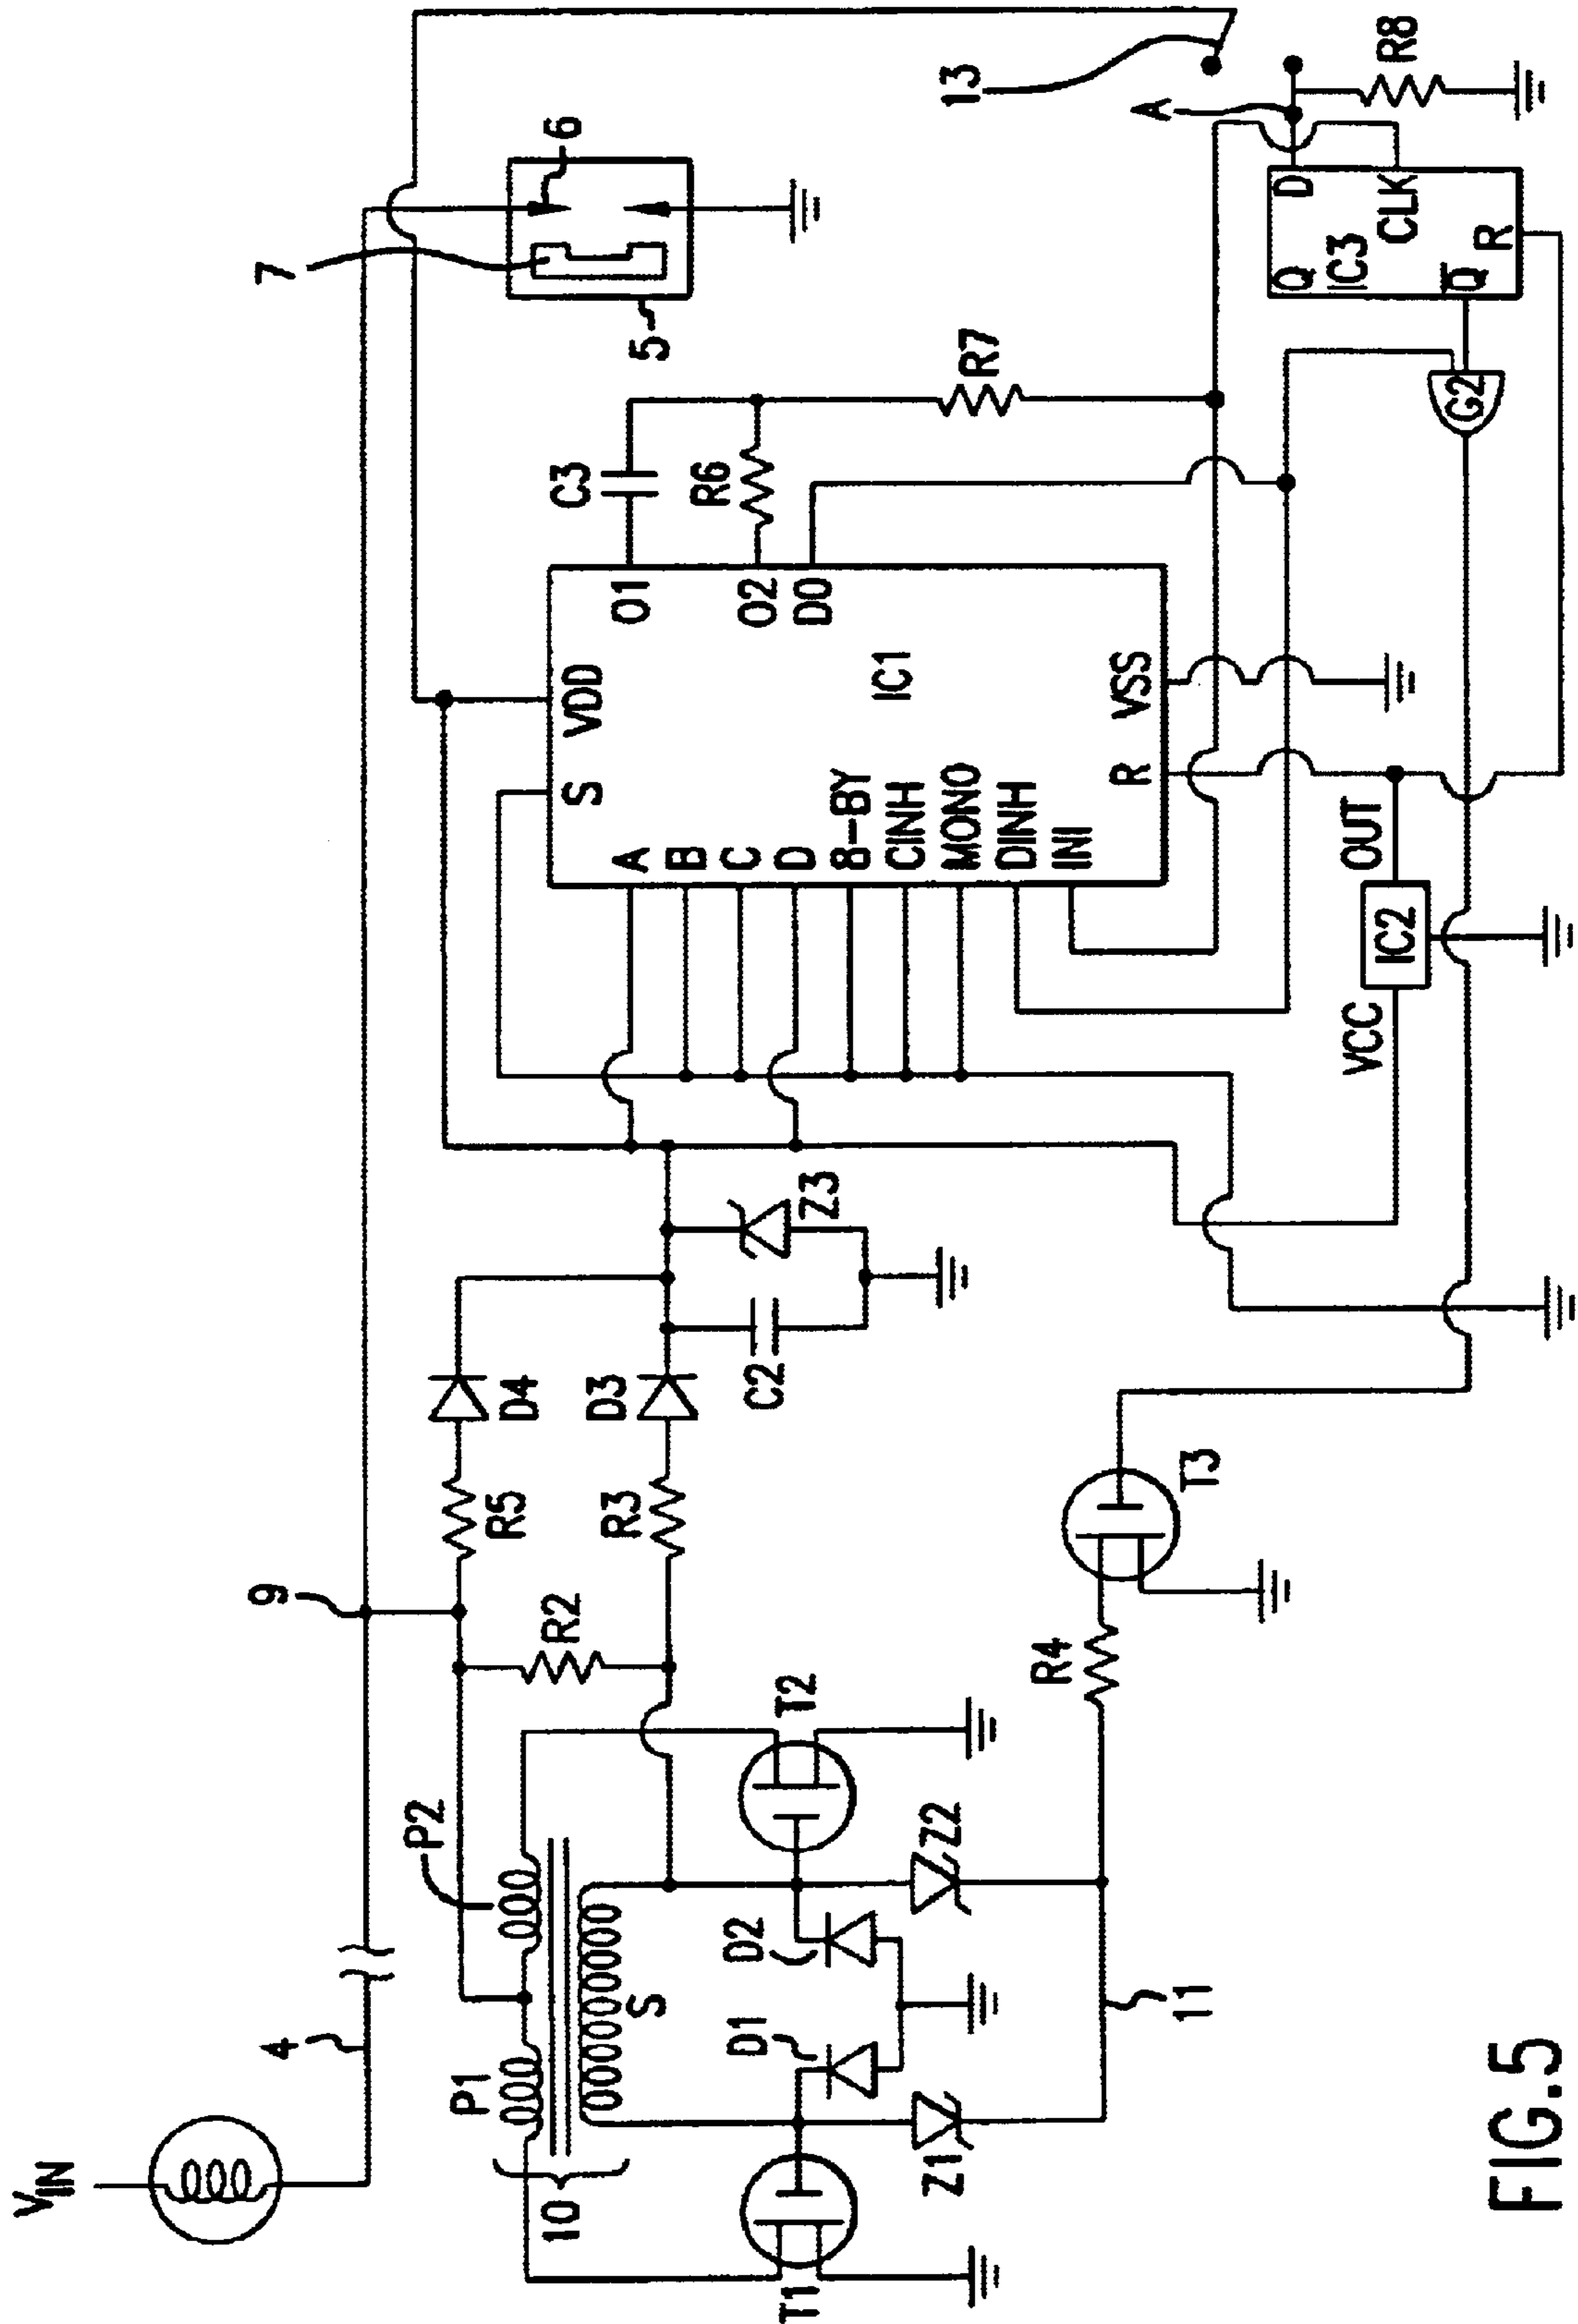 VIN
4
9
7
6
5
13
A
R8
P1
P2
10
S
R2
R5
D4
R3
D3
C2
Z3
T1
T2
D1
D2
Z1
Z2
11
R4
T3
S
VDD
O1
O2
DO
A
B
C
D
8-BY
CINH
MONO
DINH
INI
R
VSS
IC1
C3
R6
R7
VCC
IC2
OUT
Q
D
IC3
CLK
Q̅
R
G2
FIG.5